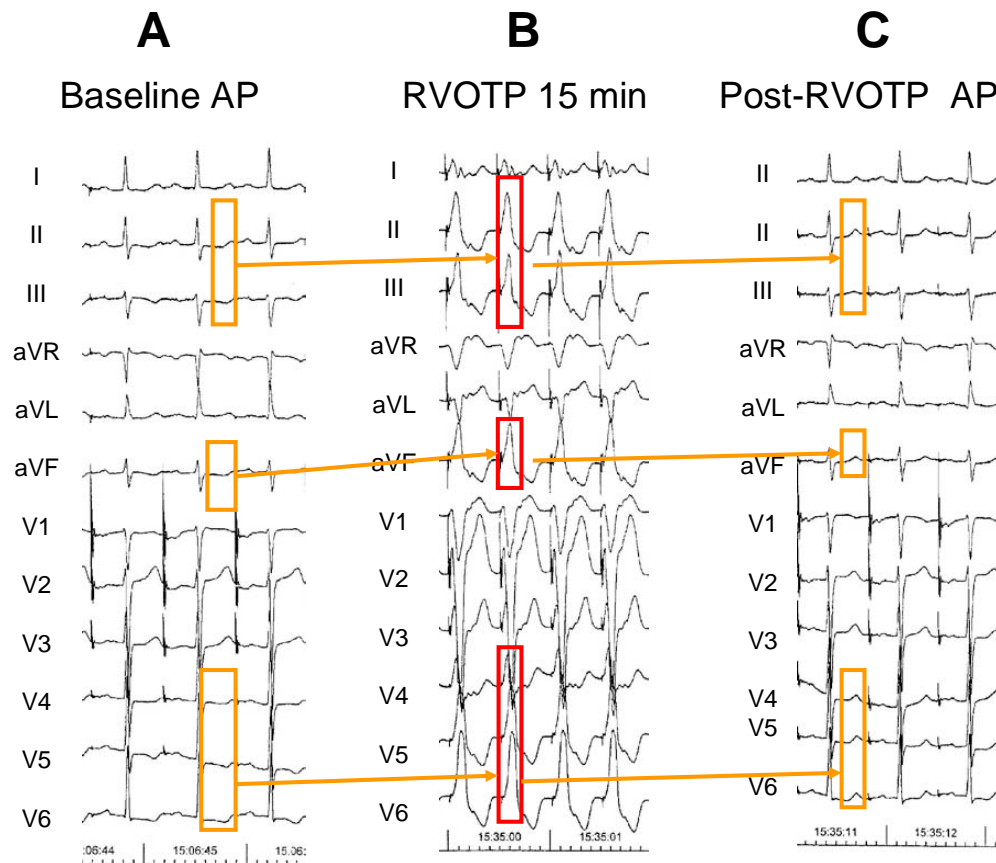 A
Baseline AP
I
II
III
aVR
aVL
aVF
V1
V2
V3
V4
V5
V6
:06:44 15:06:45 15:06:
B
RVOTP 15 min
I
II
III
aVR
aVL
aVF
V1
V2
V3
V4
V5
V6
15:35:00 15:35:01
C
Post-RVOTP AP
II
II
III
aVR
aVL
aVF
V1
V2
V3
V4
V5
V6
15:35:11 15:35:12